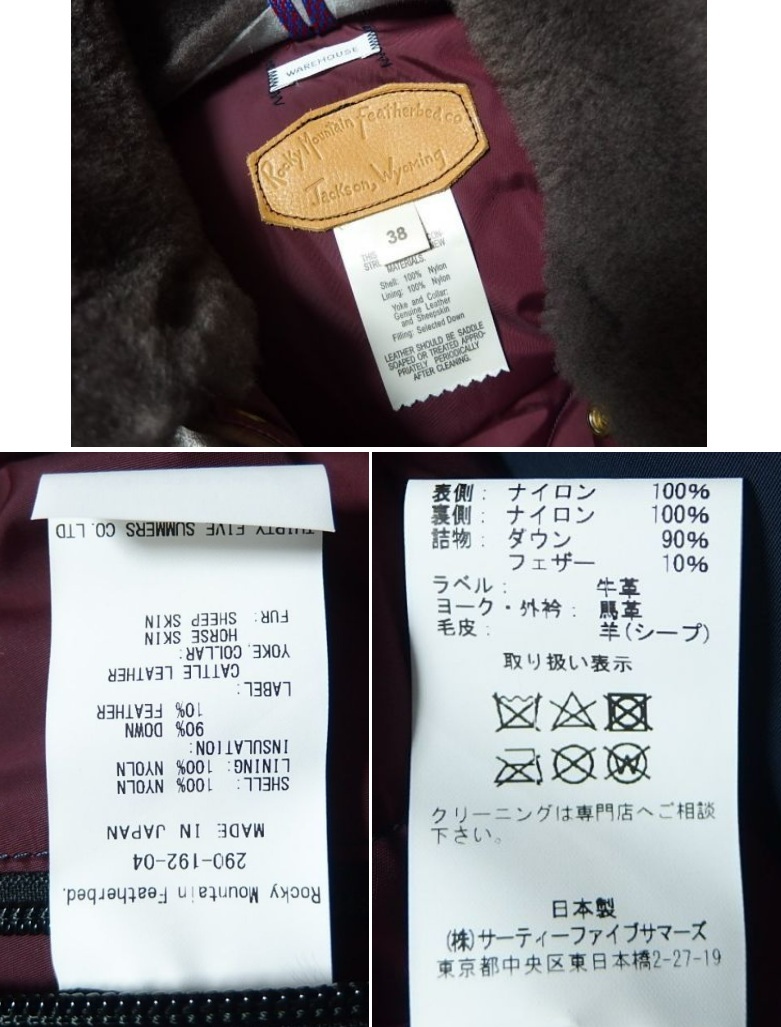 WAREHOUSE
Rocky Mountain Featherbed co
Jackson, Wyoming
38
THIS
MATERIALS.
Shell: 100% Nylon
Lining: 100% Nylon
Yoke and Collar:
Genuine Leather
and Sheepskin
Filling: Selected Down
LEATHER SHOULD BE SADDLE
SOAPED OR TREATED APPRO-
PRIATELY PERIODICALLY
AFTER CLEANING.
Rocky Mountain Featherbed.
290-192-04
MADE IN JAPAN
SHELL: 100% NYOLN
LINING: 100% NYOLN
INSULATION:
90% DOWN
10% FEATHER
LABEL:
CATTLE LEATHER
YOKE, COLLAR:
HORSE SKIN
FUR: SHEEP SKIN
THIRTY FIVE SUMMERS CO.LTD
表側: ナイロン 100%
裏側: ナイロン 100%
詰物: ダウン 90%
フェザー 10%
ラベル: 牛革
ヨーク・外衿: 馬革
毛皮: 羊(シープ)
取り扱い表示
W
クリーニングは専門店へご相談
下さい。
日本製
(株)サーティーファイブサマーズ
東京都中央区東日本橋2-27-19